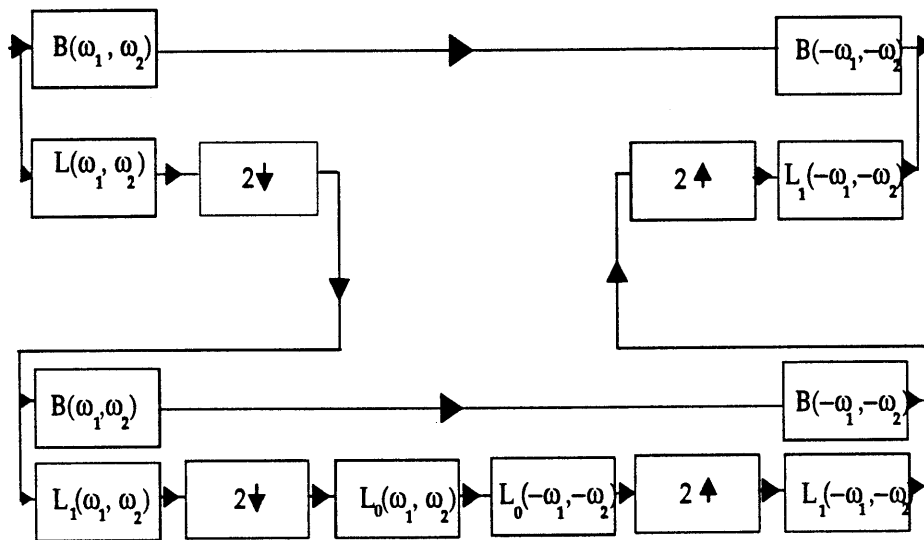 B(ω₁, ω₂) B(-ω₁,-ω₂)
L(ω₁, ω₂) 2↓ 2↑ L₁(-ω₁,-ω₂)
B(ω₁,ω₂) B(-ω₁,-ω₂)
L₁(ω₁, ω₂) 2↓ L₀(ω₁, ω₂) L₀(-ω₁,-ω₂) 2↑ L₁(-ω₁,-ω₂)